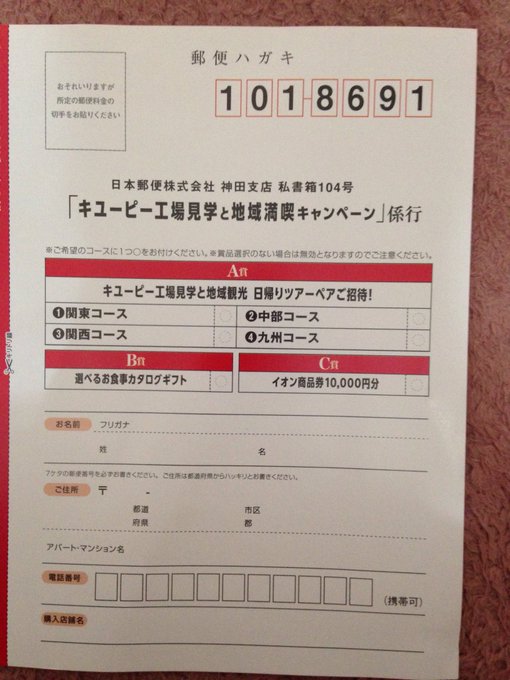 郵便ハガキ
おそれいりますが
所定の郵便料金の
切手をお貼りください
101-8691
日本郵便株式会社 神田支店 私書箱104号
「キユーピー工場見学と地域満喫キャンペーン」係行
※ご希望のコースに1つ○をお付けください。※賞品選択のない場合は無効となりますのでご注意ください。
A賞
キユーピー工場見学と地域観光 日帰りツアーペアご招待!
❶関東コース ❷中部コース
❸関西コース ❹九州コース
B賞 C賞
選べるお食事カタログギフト イオン商品券10,000円分
キリトリ線
お名前 フリガナ
姓 名
7ケタの郵便番号を必ずお書きください。ご住所は都道府県からハッキリとお書きください。
ご住所 〒 -
都道 市区
府県 郡
アパート・マンション名
電話番号 (携帯可)
購入店舗名